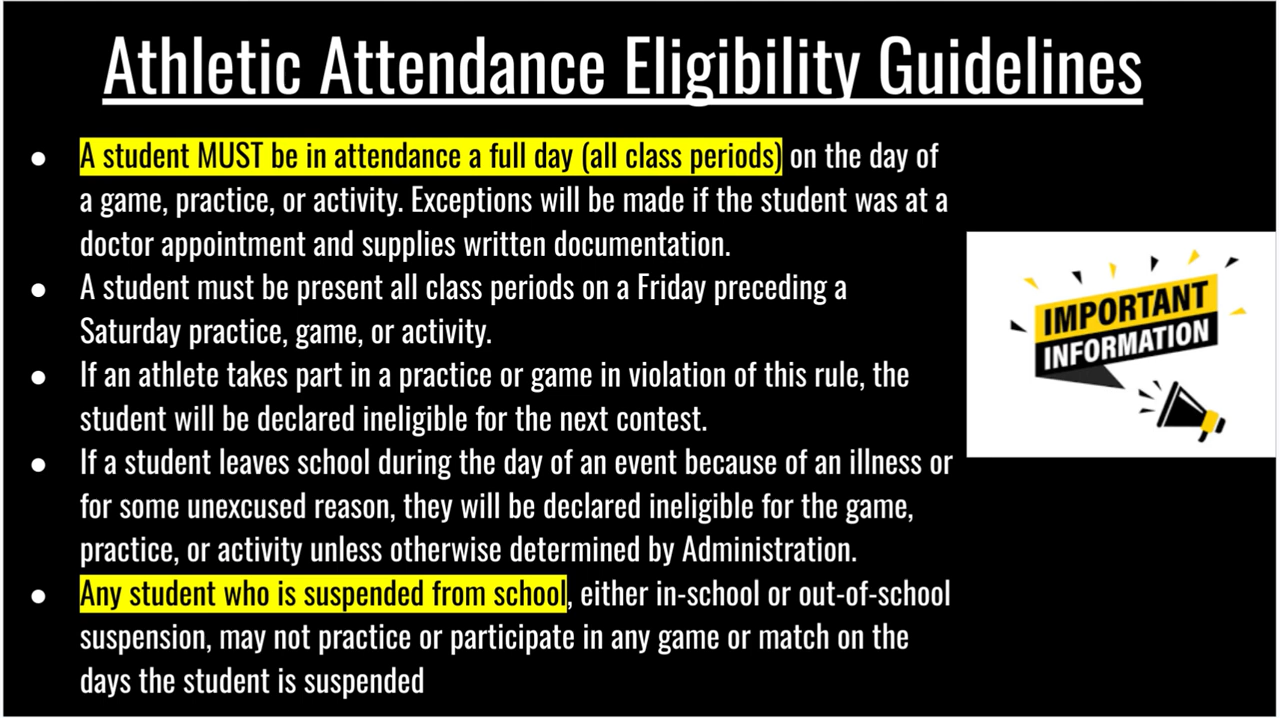 Athletic Attendance Eligibility Guidelines
● A student MUST be in attendance a full day (all class periods) on the day of
a game, practice, or activity. Exceptions will be made if the student was at a
doctor appointment and supplies written documentation.
● A student must be present all class periods on a Friday preceding a
Saturday practice, game, or activity.
● If an athlete takes part in a practice or game in violation of this rule, the
student will be declared ineligible for the next contest.
● If a student leaves school during the day of an event because of an illness or
for some unexcused reason, they will be declared ineligible for the game,
practice, or activity unless otherwise determined by Administration.
● Any student who is suspended from school, either in-school or out-of-school
suspension, may not practice or participate in any game or match on the
days the student is suspended
IMPORTANT
INFORMATION